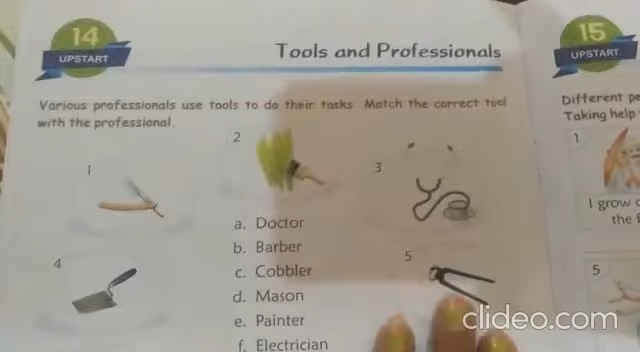 14
UPSTART
Tools and Professionals
15
UPSTART
Various professionals use tools to do their tasks Match the correct tool
with the professional.
1
2
3
4
5
a. Doctor
b. Barber
c. Cobbler
d. Mason
e. Painter
f. Electrician
Different
Taking help
1
I grow
the
5
clideo.com